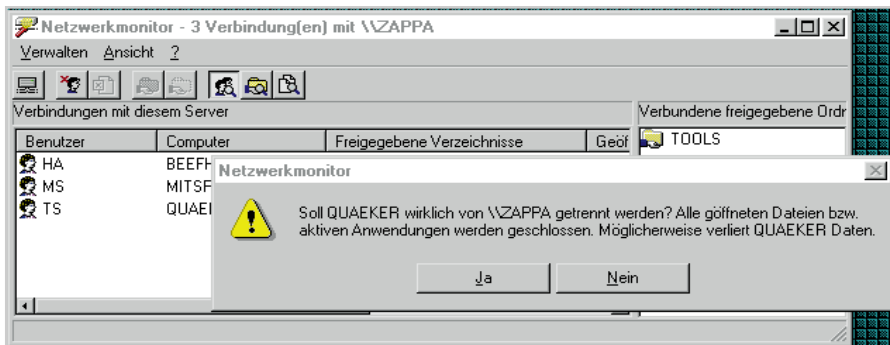 Netzwerkmonitor - 3 Verbindung(en) mit \\ZAPPA
Verwalten Ansicht ?
Verbindungen mit diesem Server
Verbundene freigegebene Ordr
Benutzer Computer Freigegebene Verzeichnisse Geöf
TOOLS
HA BEEFH
MS MITSF
TS QUAEI
Netzwerkmonitor
Soll QUAEKER wirklich von \\ZAPPA getrennt werden? Alle göffneten Dateien bzw.
aktiven Anwendungen werden geschlossen. Möglicherweise verliert QUAEKER Daten.
Ja Nein